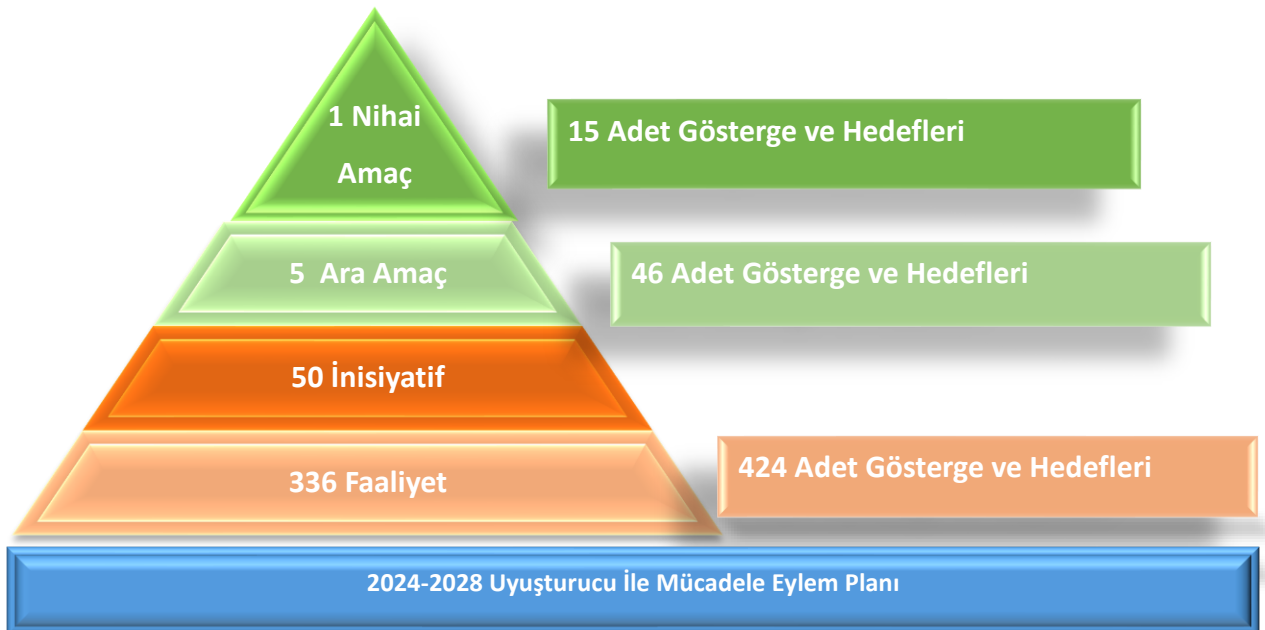 1 Nihai
Amaç
15 Adet Gösterge ve Hedefleri
5 Ara Amaç
46 Adet Gösterge ve Hedefleri
50 İnisiyatif
336 Faaliyet
424 Adet Gösterge ve Hedefleri
2024-2028 Uyuşturucu İle Mücadele Eylem Planı